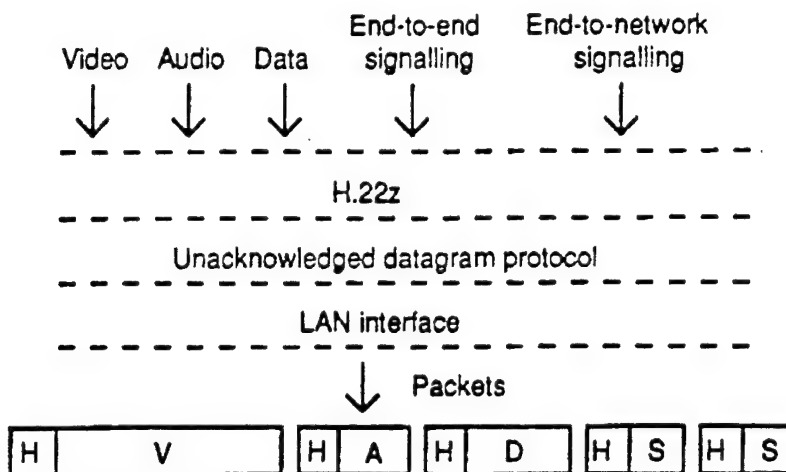 Video Audio Data End-to-end signalling End-to-network signalling
H.22z
Unacknowledged datagram protocol
LAN interface
Packets
H V H A H D H S H S